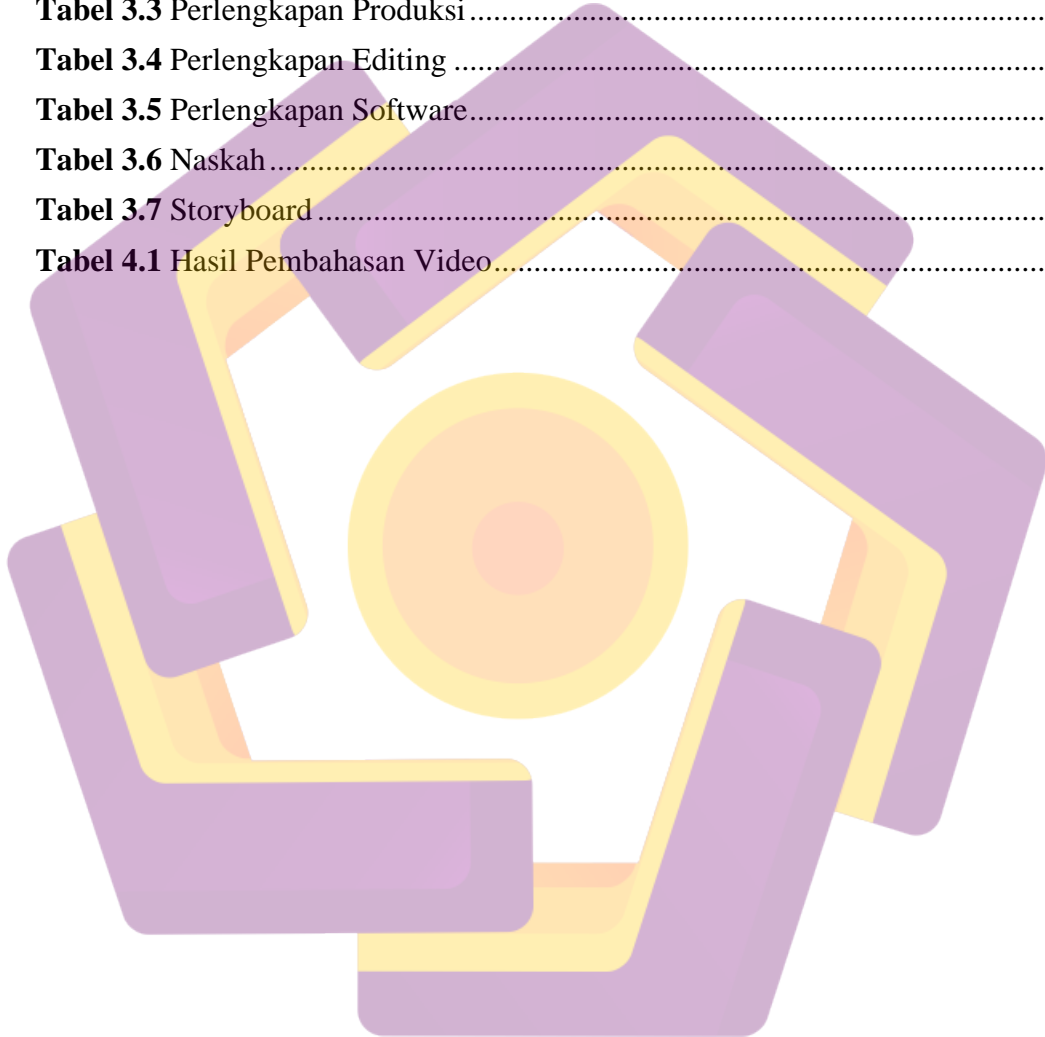 Tabel 3.3 Perlengkapan Produksi................................................................
Tabel 3.4 Perlengkapan Editing ..................................................................
Tabel 3.5 Perlengkapan Software................................................................
Tabel 3.6 Naskah.........................................................................................
Tabel 3.7 Storyboard ...................................................................................
Tabel 4.1 Hasil Pembahasan Video.............................................................